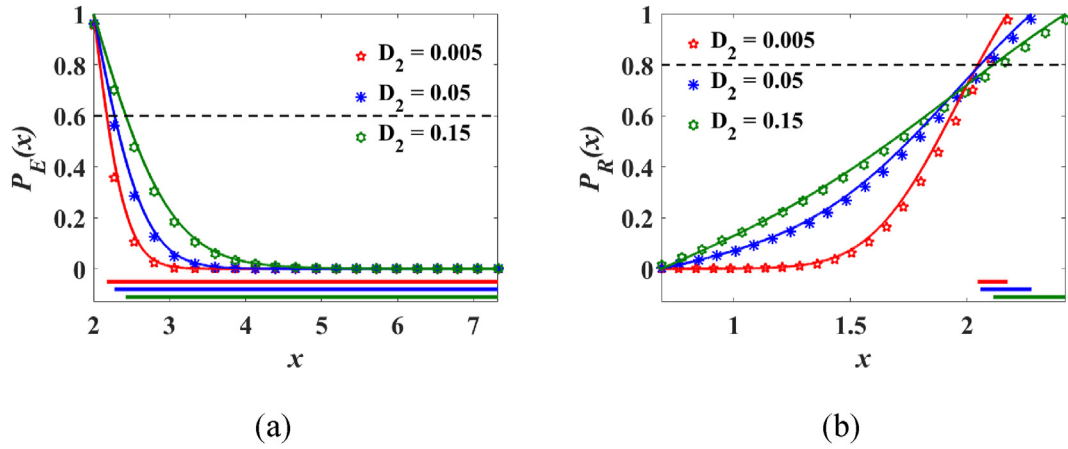 1
0.8
0.6
0.4
0.2
0
P_E(x)
D_2 = 0.005
D_2 = 0.05
D_2 = 0.15
2 3 4 5 6 7
x
(a)
1
0.8
0.6
0.4
0.2
0
P_R(x)
D_2 = 0.005
D_2 = 0.05
D_2 = 0.15
1 1.5 2
x
(b)